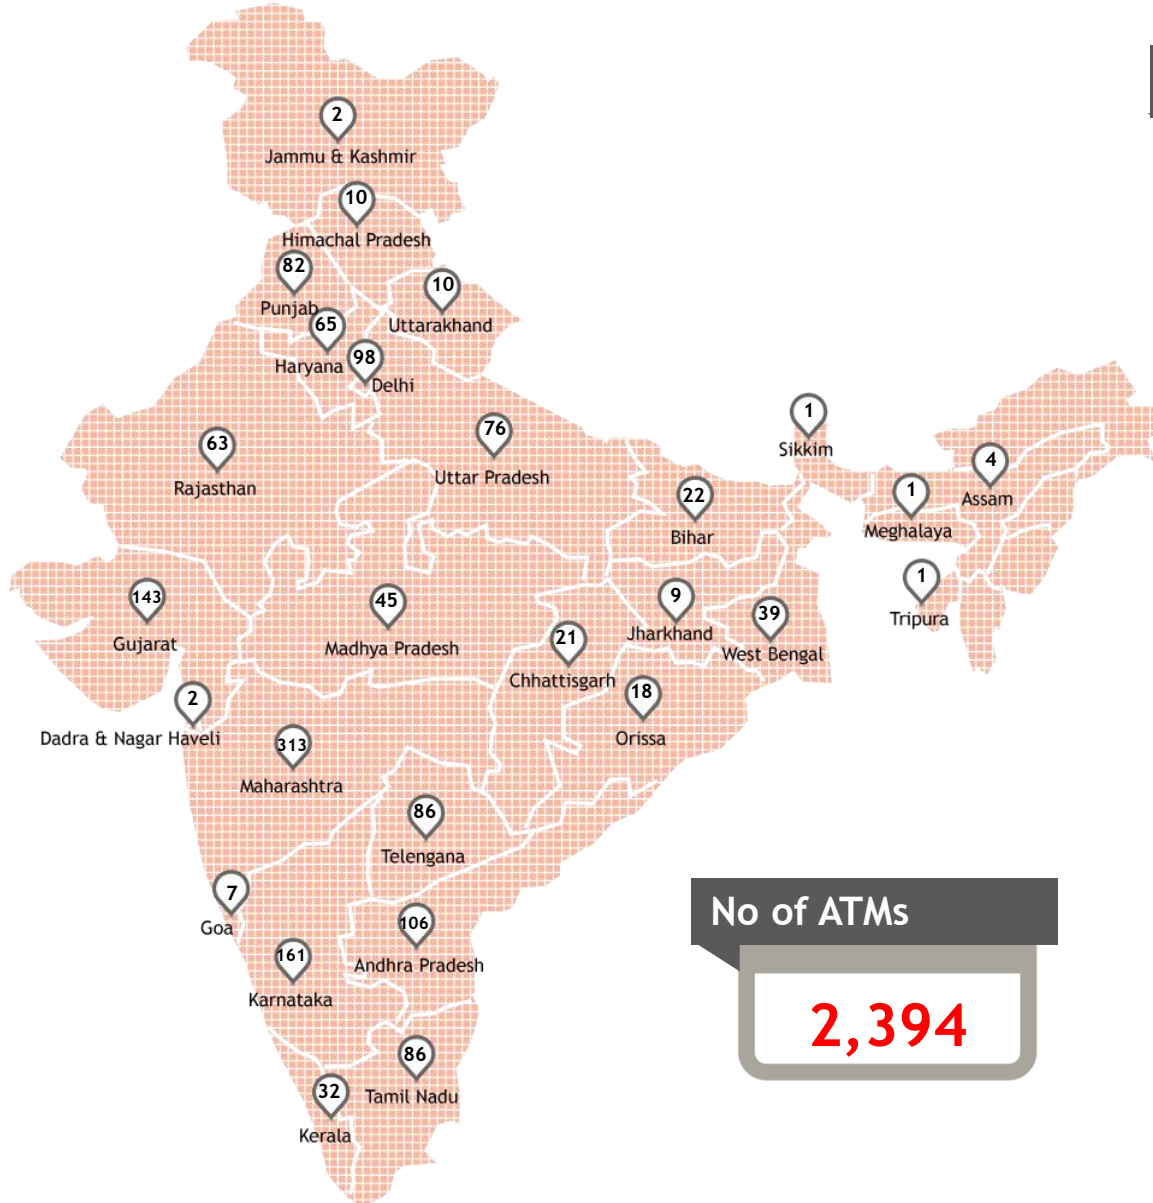 2
Jammu & Kashmir
10
Himachal Pradesh
82
Punjab
10
Uttarakhand
65
Haryana
98
Delhi
1
Sikkim
76
Uttar Pradesh
63
Rajasthan
4
Assam
1
Meghalaya
22
Bihar
1
Tripura
143
Gujarat
45
Madhya Pradesh
9
Jharkhand
39
West Bengal
21
Chhattisgarh
18
Orissa
2
Dadra & Nagar Haveli
313
Maharashtra
86
Telengana
7
Goa
106
Andhra Pradesh
161
Karnataka
No of ATMs
2,394
86
Tamil Nadu
32
Kerala